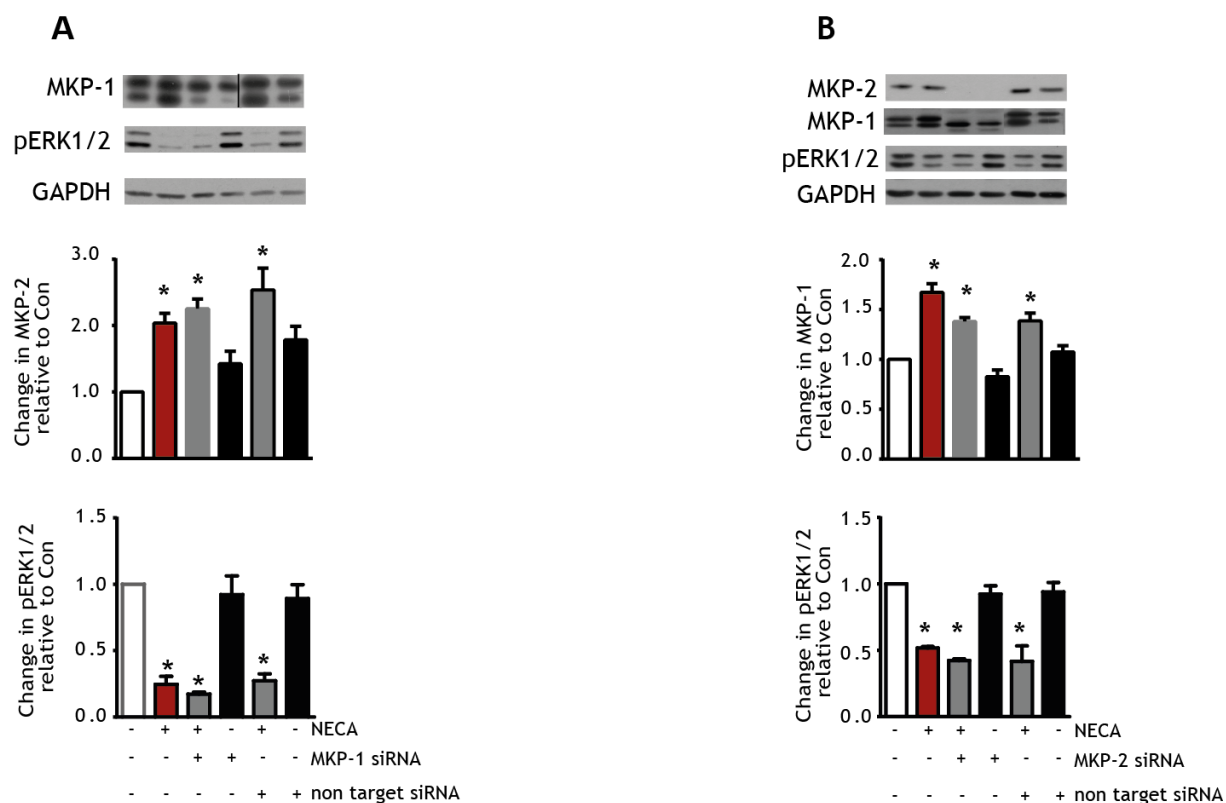 A
MKP-1
pERK1/2
GAPDH
Change in MKP-2
relative to Con
3.0
2.0
1.0
0.0
* * *
Change in pERK1/2
relative to Con
1.5
1.0
0.5
0.0
* * *
- + + - + - NECA
- - + + - - MKP-1 siRNA
- - - - + + non target siRNA
B
MKP-2
MKP-1
pERK1/2
GAPDH
Change in MKP-1
relative to Con
2.0
1.5
1.0
0.5
0.0
* * *
Change in pERK1/2
relative to Con
1.5
1.0
0.5
0.0
* * *
- + + - + - NECA
- - + + - - MKP-2 siRNA
- - - - + + non target siRNA